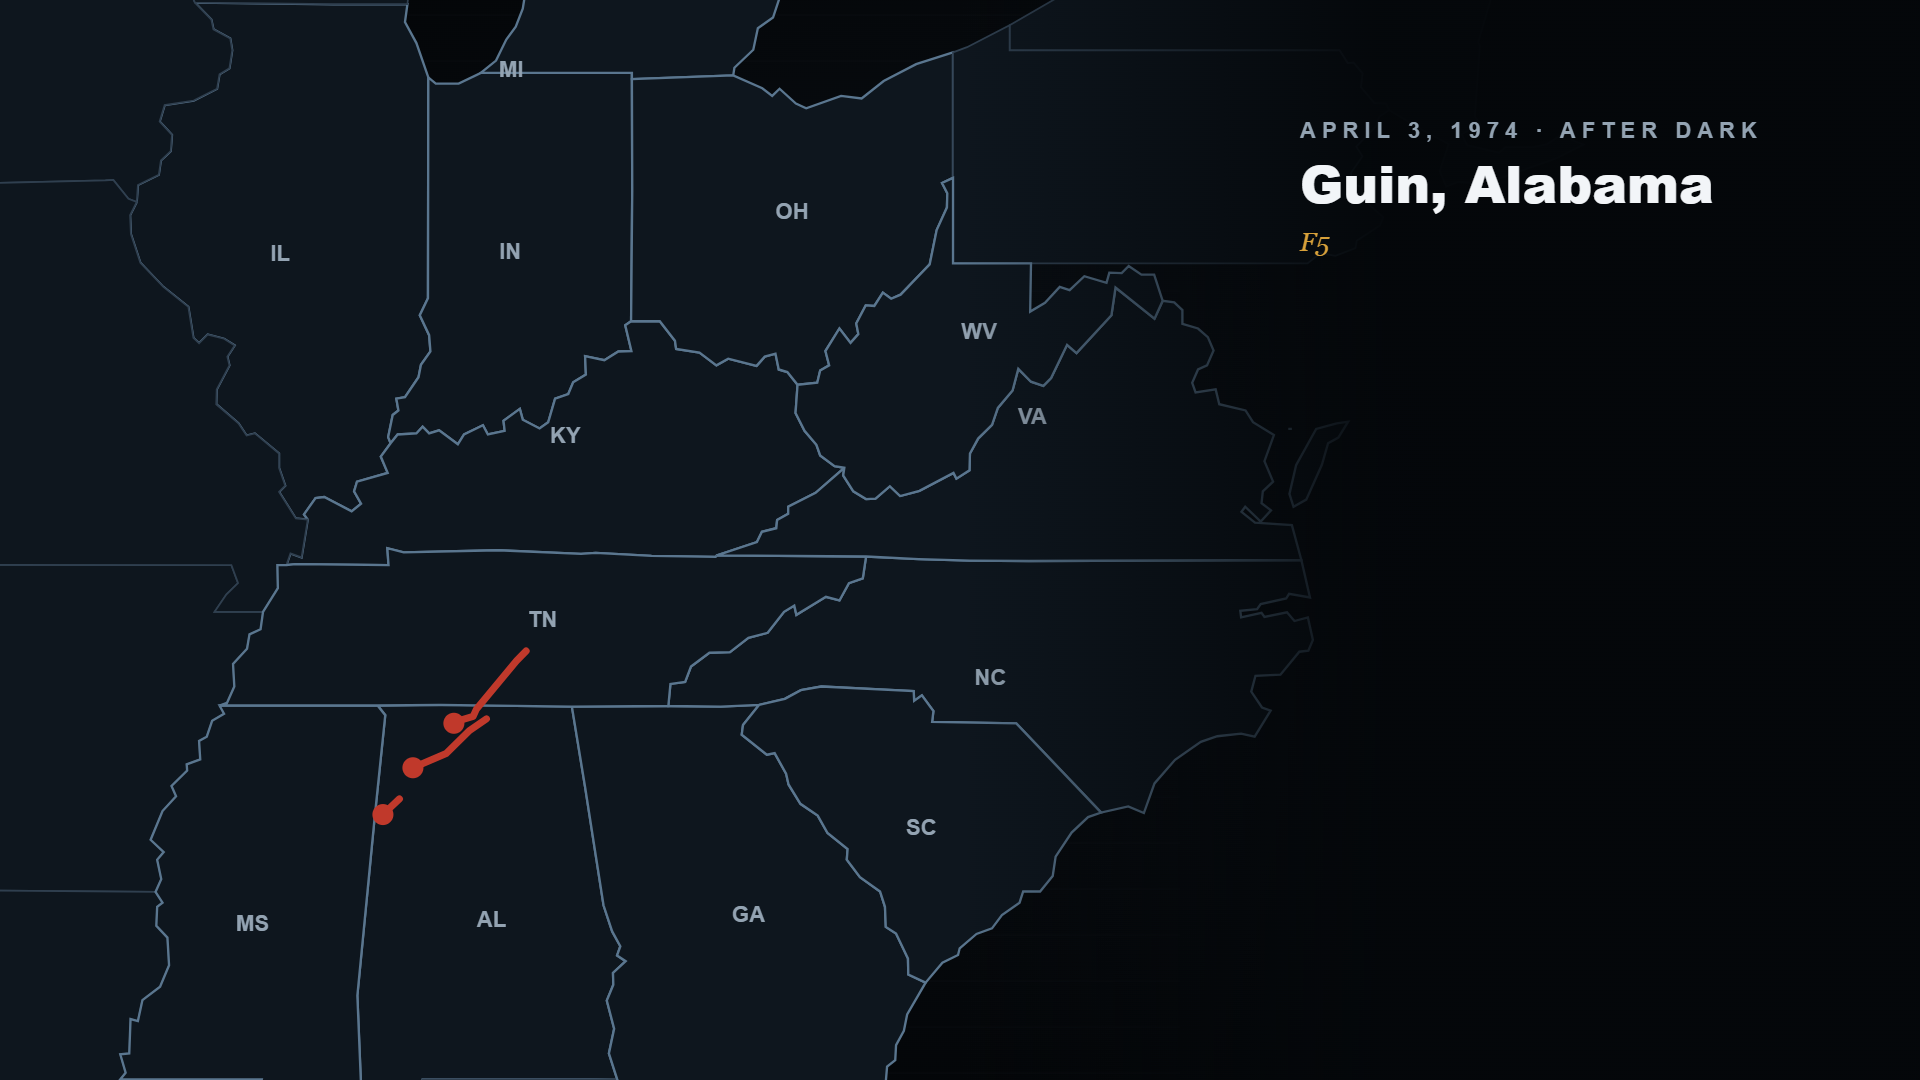 MI
APRIL 3, 1974 · AFTER DARK
Guin, Alabama
F5
OH
IL
IN
WV
VA
KY
TN
NC
SC
GA
AL
MS